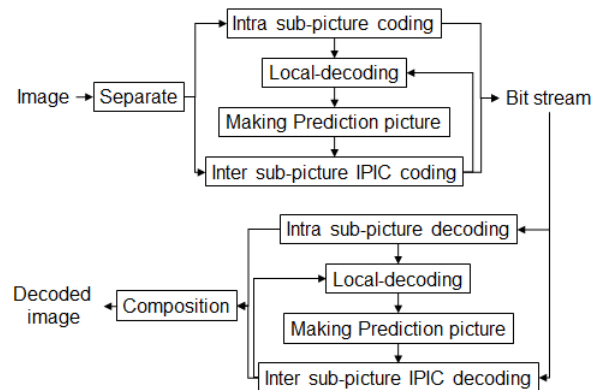 Intra sub-picture coding
Local-decoding
Image
Separate
Bit stream
Making Prediction picture
Inter sub-picture IPIC coding
Intra sub-picture decoding
Local-decoding
Decoded
image
Composition
Making Prediction picture
Inter sub-picture IPIC decoding